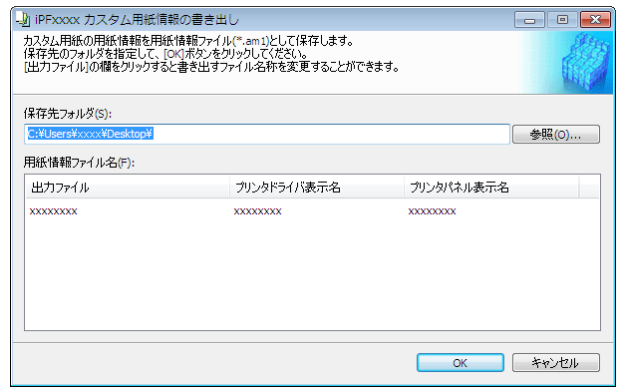 iPFxxxx カスタム用紙情報の書き出し
カスタム用紙の用紙情報を用紙情報ファイル(*.am1)として保存します。
保存先のフォルダを指定して、[OK]ボタンをクリックしてください。
[出力ファイル]の欄をクリックすると書き出すファイル名称を変更することができます。
保存先フォルダ(S):
C:¥Users¥xxxx¥Desktop¥ 参照(O)...
用紙情報ファイル名(F):
出力ファイル プリンタドライバ表示名 プリンタパネル表示名
xxxxxxxx xxxxxxxx xxxxxxxx
OK キャンセル